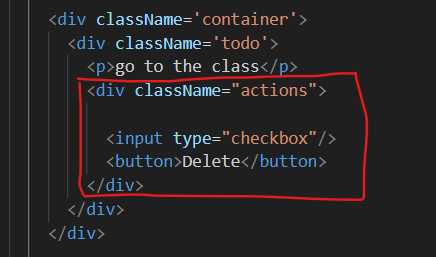 <div className='container'>
<div className='todo'>
<p>go to the class</p>
<div className="actions">
<input type="checkbox"/>
<button>Delete</button>
</div>
</div>
</div>